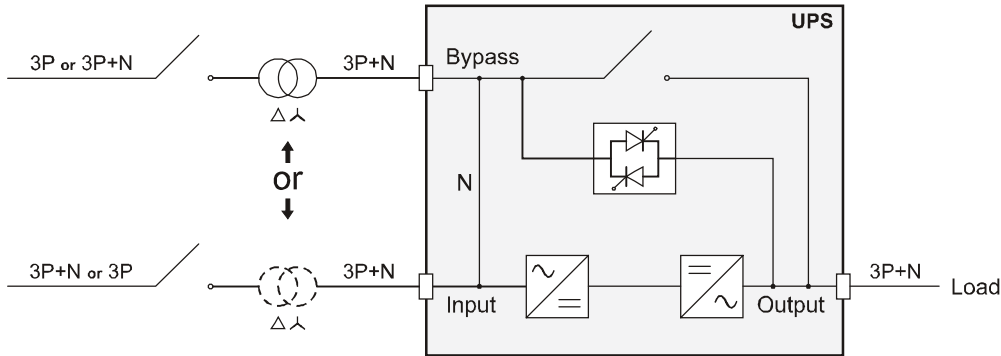 UPS
3P or 3P+N
3P+N
Bypass
or
N
3P+N or 3P
3P+N
Input
Output
3P+N
Load